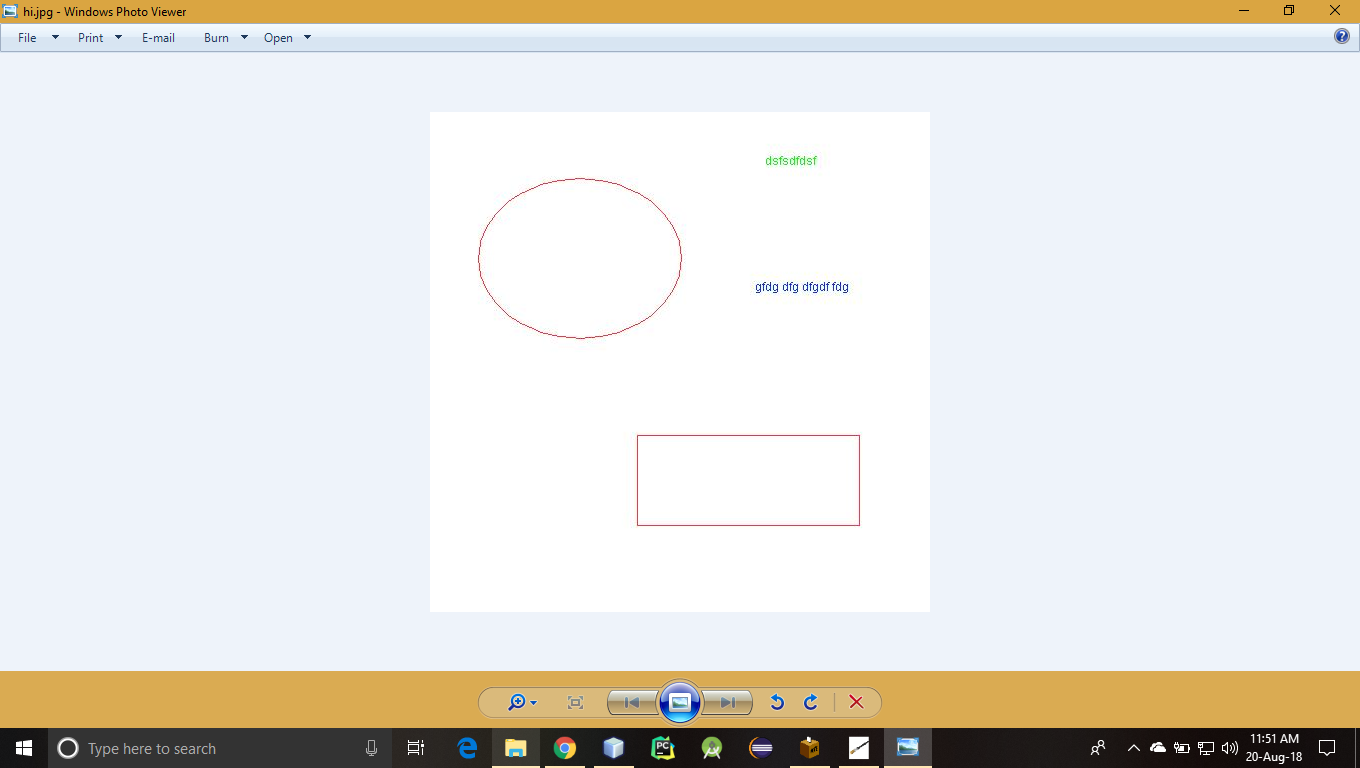 hi.jpg - Windows Photo Viewer
File Print E-mail Burn Open
dsfsdfdsf
gfdg dfg dfgdf fdg
PC
Type here to search
11:51 AM
20-Aug-18